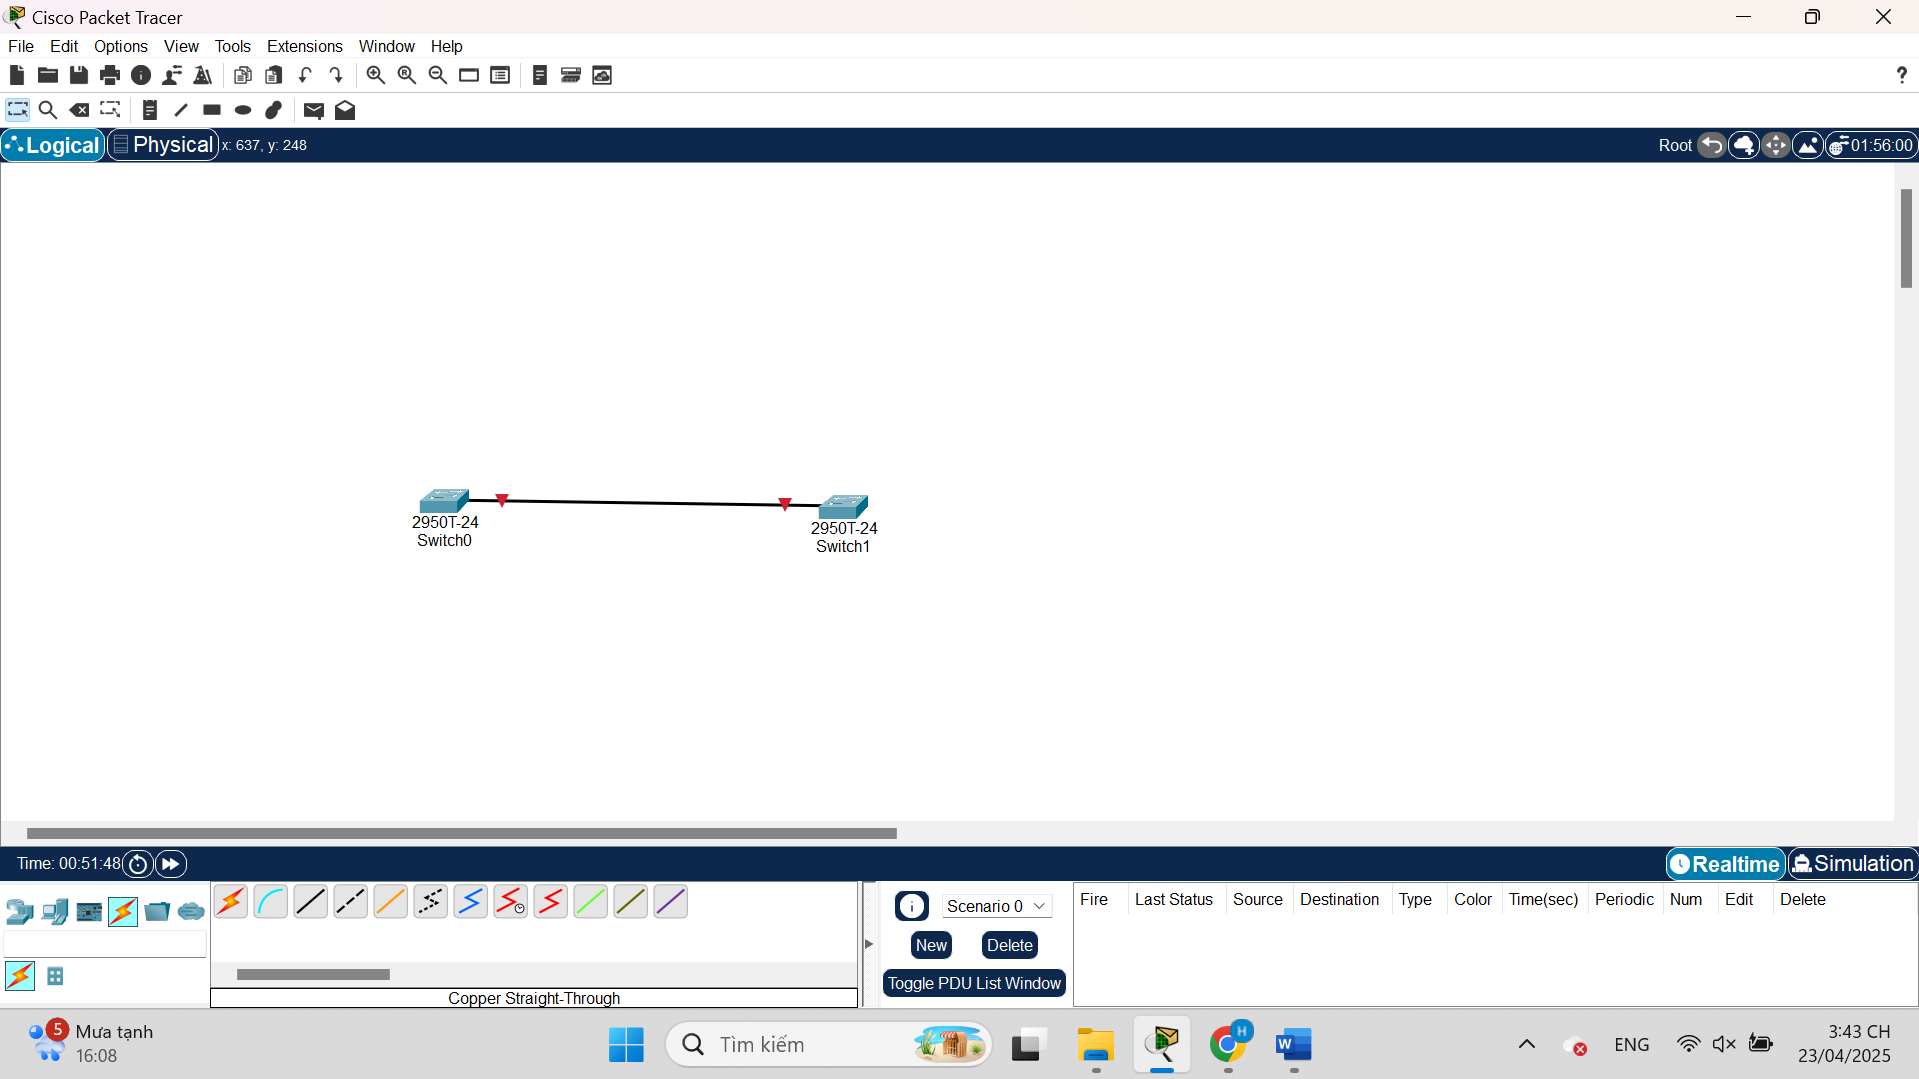 Cisco Packet Tracer
File Edit Options View Tools Extensions Window Help
?
Logical Physical x: 637, y: 248 Root 01:56:00
2950T-24
Switch0
2950T-24
Switch1
Time: 00:51:48 Realtime Simulation
Scenario 0
New Delete
Toggle PDU List Window
Fire Last Status Source Destination Type Color Time(sec) Periodic Num Edit Delete
Copper Straight-Through
5 Mưa tạnh
16:08
Tìm kiếm
H
W
ENG
3:43 CH
23/04/2025